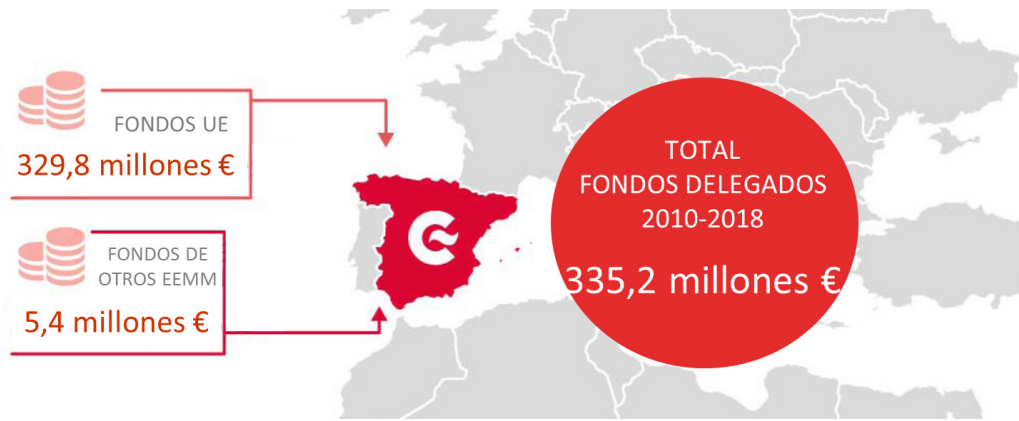 FONDOS UE
329,8 millones €
FONDOS DE
OTROS EEMM
5,4 millones €
TOTAL
FONDOS DELEGADOS
2010-2018
335,2 millones €